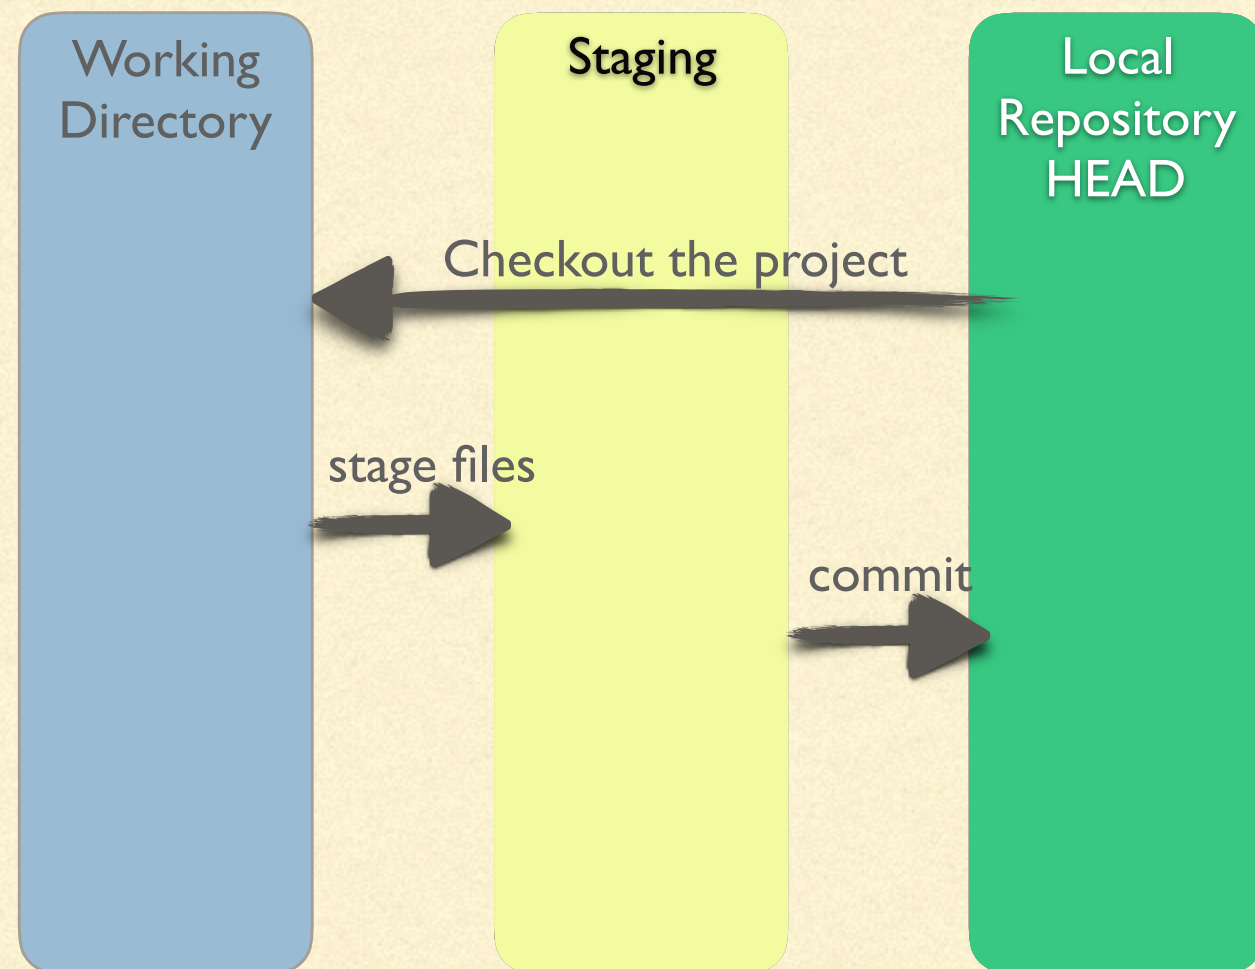 Working
Directory
Staging
Local
Repository
HEAD
Checkout the project
stage files
commit